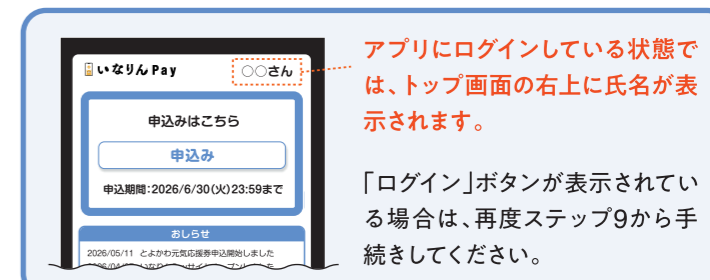 いなりんPay
○○さん
申込みはこちら
申込み
申込期間：2026/6/30(火)23:59まで
おしらせ
2026/05/11 とよかわ元気応援券申込開始しました
アプリにログインしている状態で
は、トップ画面の右上に氏名が表
示されます。
「ログイン」ボタンが表示されてい
る場合は、再度ステップ9から手
続きしてください。